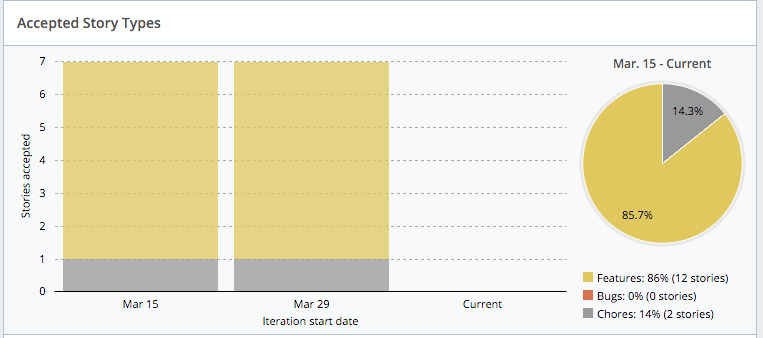 Accepted Story Types
Mar. 15 - Current
7
6
5
4
3
2
1
0
Stories accepted
Mar 15
Mar 29
Current
Iteration start date
14.3%
85.7%
Features: 86% (12 stories)
Bugs: 0% (0 stories)
Chores: 14% (2 stories)